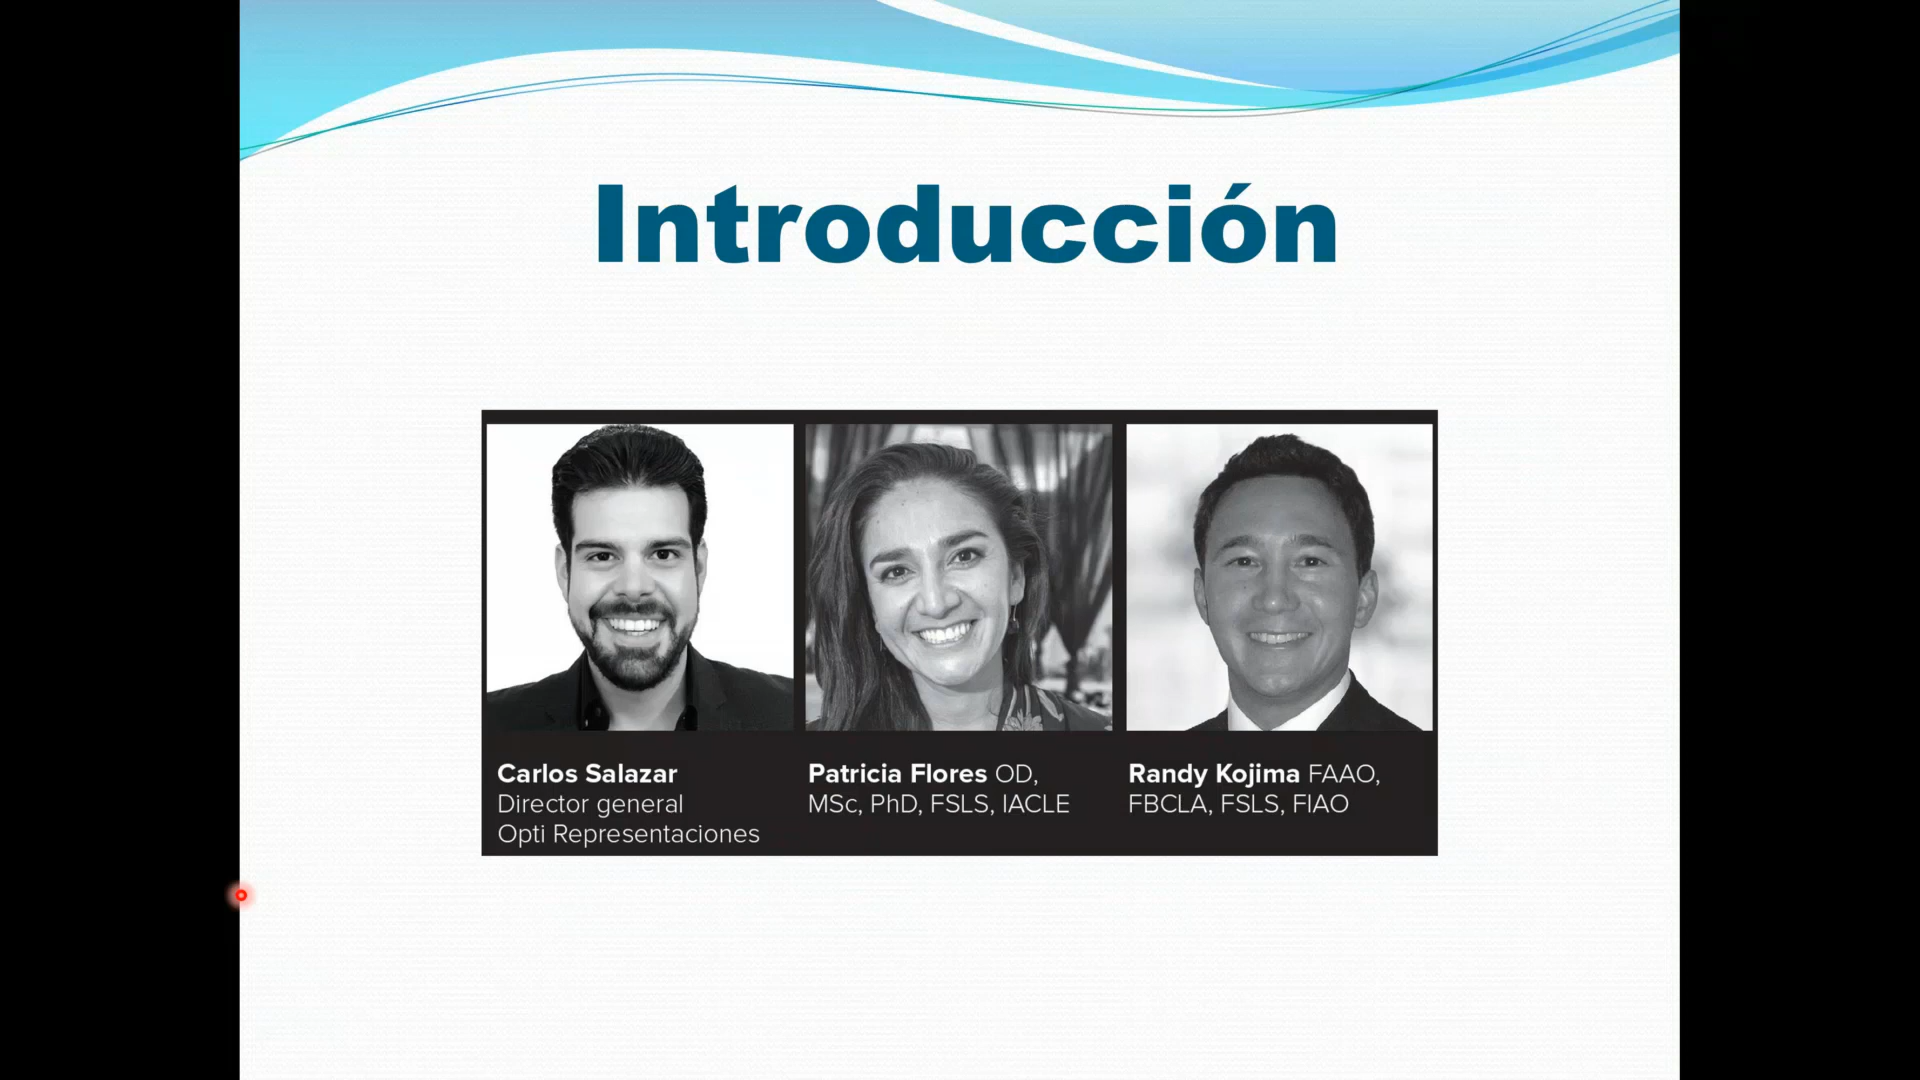 Introducción
Carlos Salazar
Director general
Opti Representaciones
Patricia Flores OD,
MSc, PhD, FSLS, IACLE
Randy Kojima FAAO,
FBCLA, FSLS, FIAO